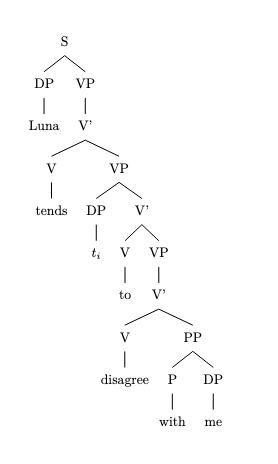 S
DP VP
Luna V'
V VP
tends DP V'
t_i V VP
to V'
V PP
disagree P DP
with me